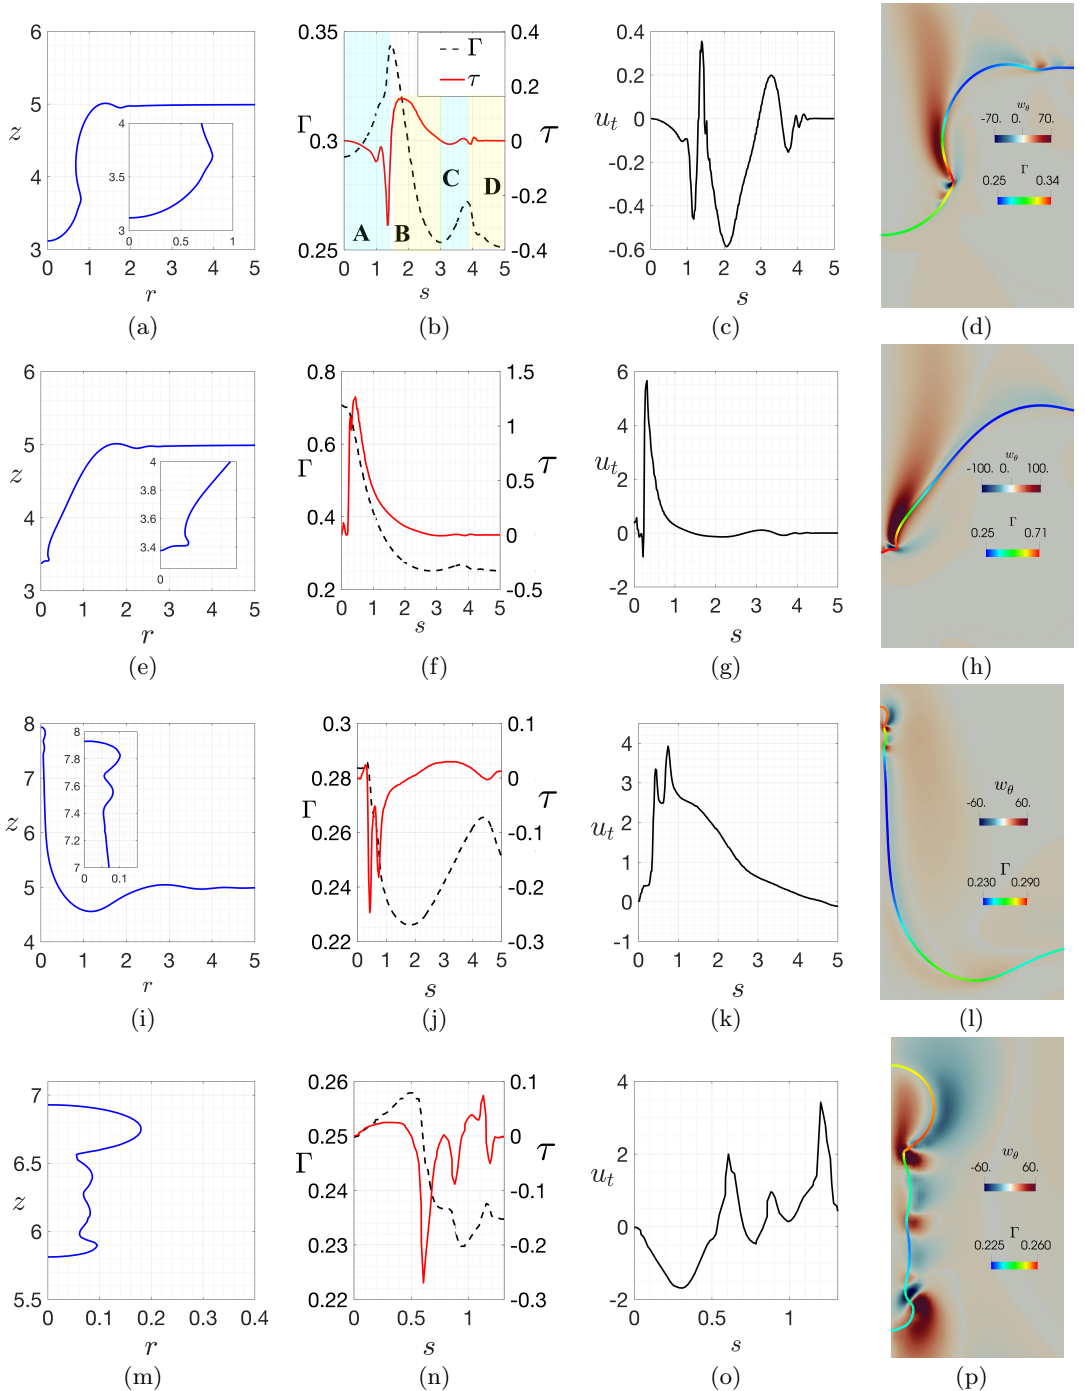 6
5
z
4
3
0 1 2 3 4 5
r
4
3.5
3
0 0.5 1
(a)
0.35
Γ 0.3
0.25
0.4
0.2
0
τ
-0.2
-0.4
Γ
τ
A B C D
0 1 2 3 4 5
s
(b)
0.4
0.2
u_t 0
-0.2
-0.4
-0.6
0 1 2 3 4 5
s
(c)
w_θ
-70. 0. 70.
Γ
0.25 0.34
(d)
6
5
z
4
3
0 1 2 3 4 5
r
4
3.8
3.6
3.4
0
(e)
0.8
0.6
Γ
0.4
0.2
1.5
1
τ
0.5
0
-0.5
0 1 2 3 4 5
s
(f)
6
4
u_t
2
0
-2
0 1 2 3 4 5
s
(g)
w_θ
-100. 0. 100.
Γ
0.25 0.71
(h)
8
7
z
6
5
4
0 1 2 3 4 5
r
8
7.8
7.6
7.4
7.2
7
0 0.1
(i)
0.3
0.28
Γ
0.26
0.24
0.22
0.1
0
τ
-0.1
-0.2
-0.3
0 1 2 3 4 5
s
(j)
4
3
2
u_t
1
0
-1
0 1 2 3 4 5
s
(k)
w_θ
-60. 60.
Γ
0.230 0.290
(l)
7
6.5
z
6
5.5
0 0.1 0.2 0.3 0.4
r
(m)
0.26
0.25
Γ
0.24
0.23
0.22
0.1
0
τ
-0.1
-0.2
-0.3
0 0.5 1
s
(n)
4
2
u_t
0
-2
0 0.5 1
s
(o)
w_θ
-60. 60.
Γ
0.225 0.260
(p)